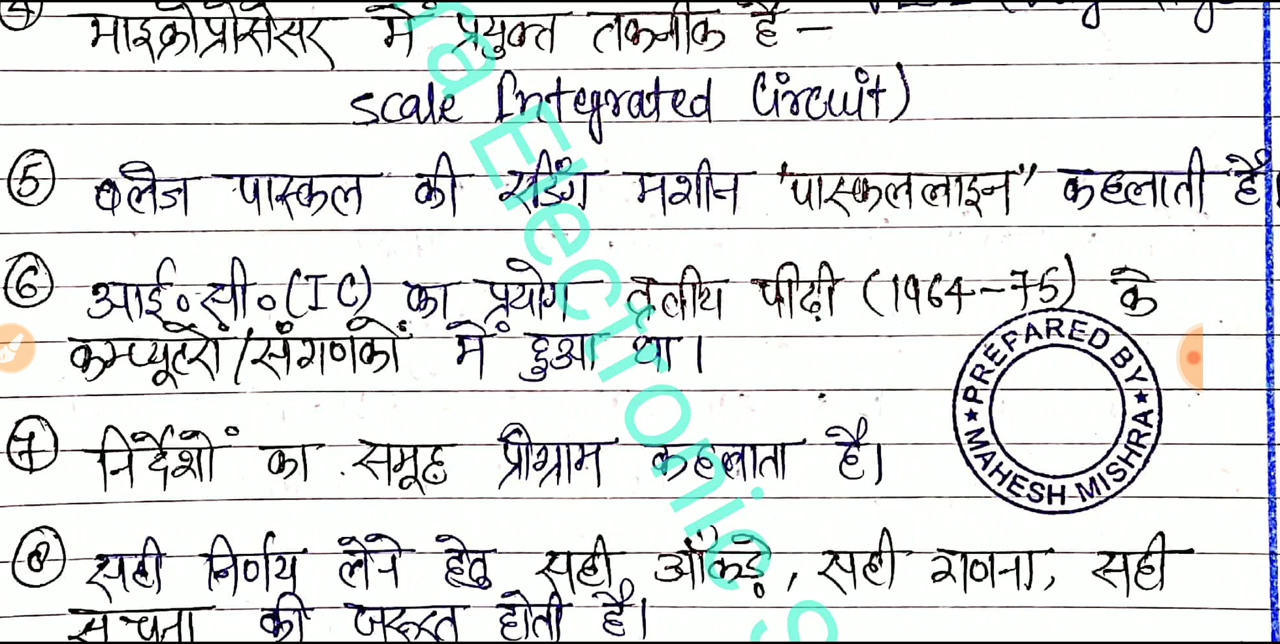 ④ माइक्रोप्रोसेसर में प्रयुक्त तकनीक है –
scale Integrated Circuit)
⑤ ब्लेज पास्कल की एडिंग मशीन "पास्कललाइन" कहलाती है।
⑥ आई॰सी॰(IC) का प्रयोग तृतीय पीढ़ी (1964-75) के
कम्प्यूटरों/संगणकों में हुआ था।
⑦ निर्देशों का समूह प्रोग्राम कहलाता है।
⑧ सही निर्णय लेने हेतु सही आँकड़े, सही गणना, सही
सूचना की जरूरत होती है।
Electronic
PREPARED BY
MAHESH MISHRA